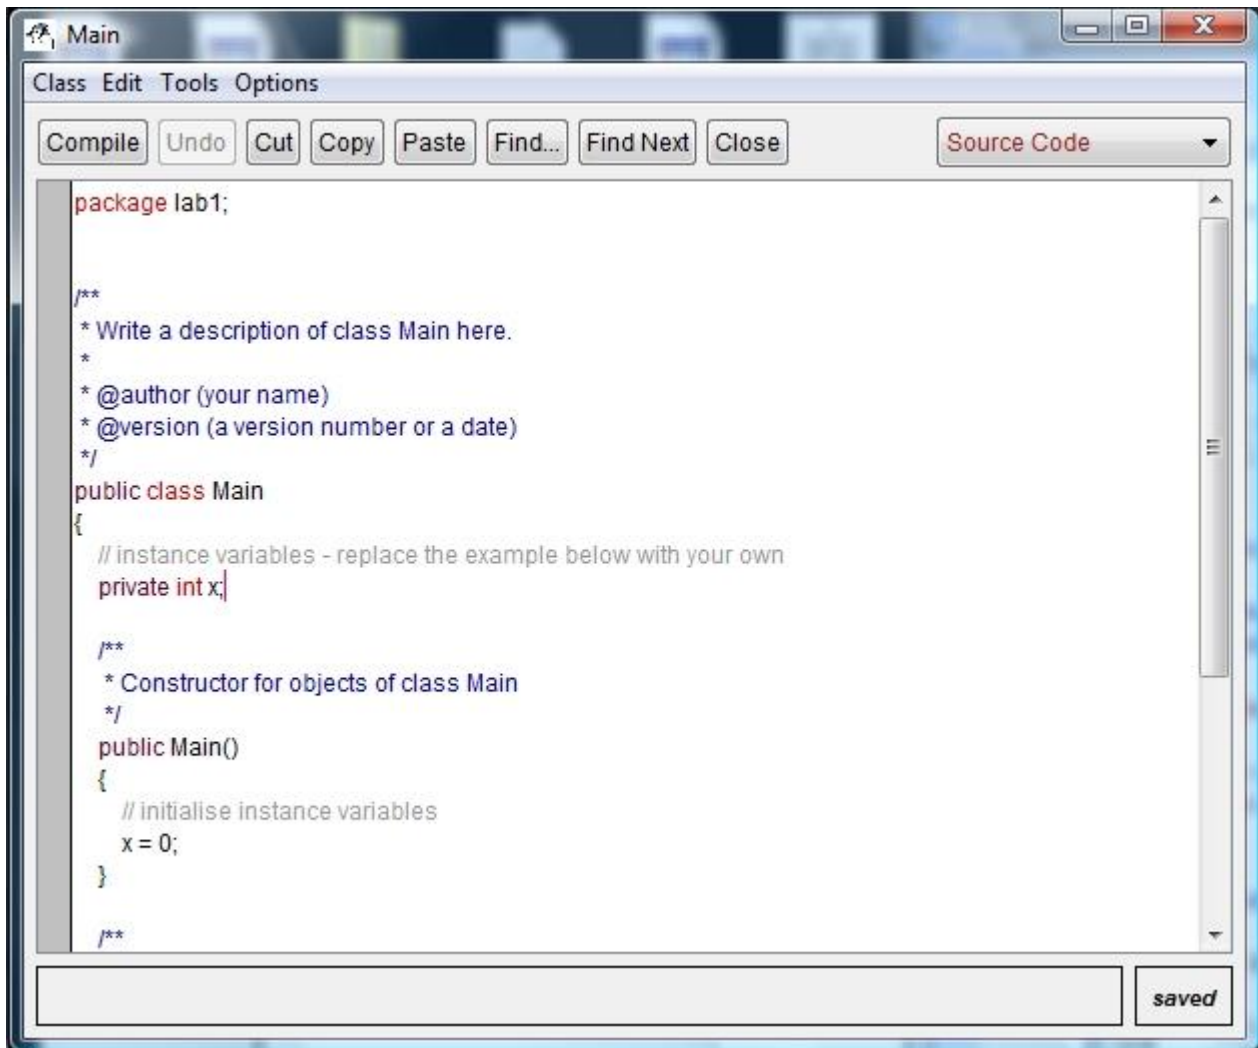 Main
Class Edit Tools Options
Compile Undo Cut Copy Paste Find... Find Next Close Source Code
package lab1;
/**
* Write a description of class Main here.
*
* @author (your name)
* @version (a version number or a date)
*/
public class Main
{
// instance variables - replace the example below with your own
private int x;
/**
* Constructor for objects of class Main
*/
public Main()
{
// initialise instance variables
x = 0;
}
/**
saved